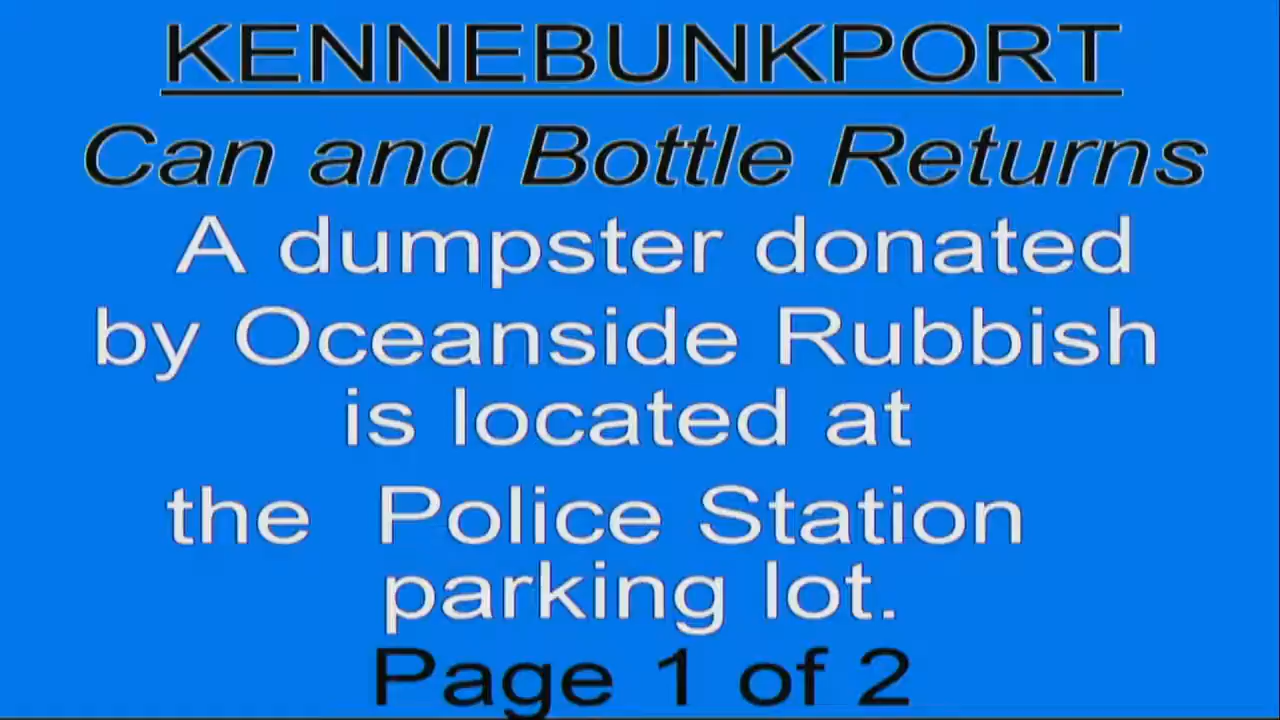 KENNEBUNKPORT
Can and Bottle Returns
A dumpster donated
by Oceanside Rubbish
is located at
the Police Station
parking lot.
Page 1 of 2